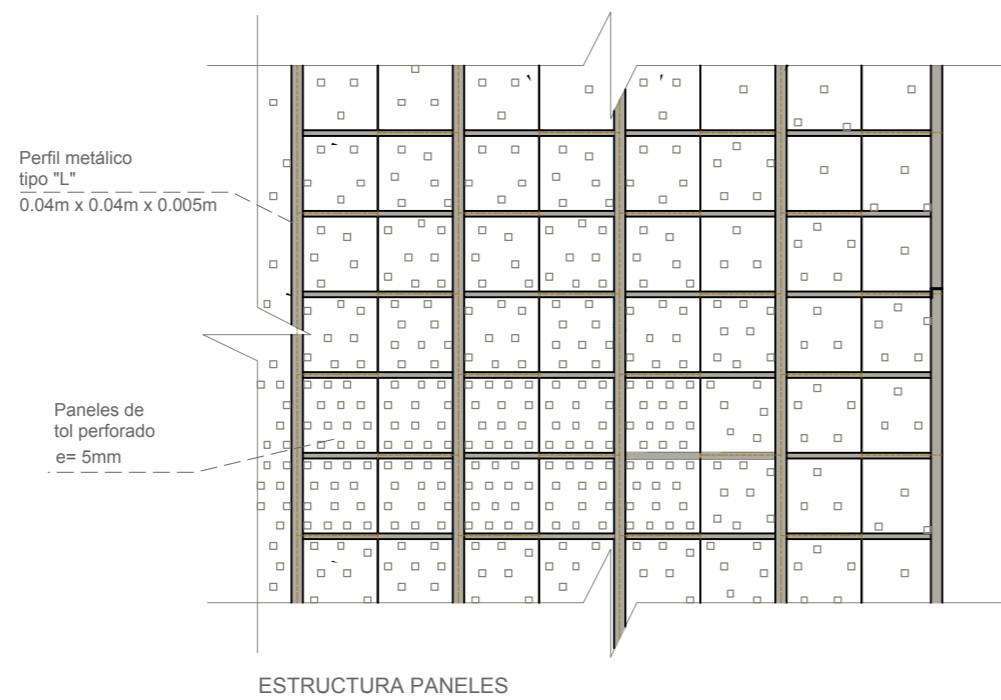 Perfil metálico
tipo "L"
0.04m x 0.04m x 0.005m
Paneles de
tol perforado
e= 5mm
ESTRUCTURA PANELES